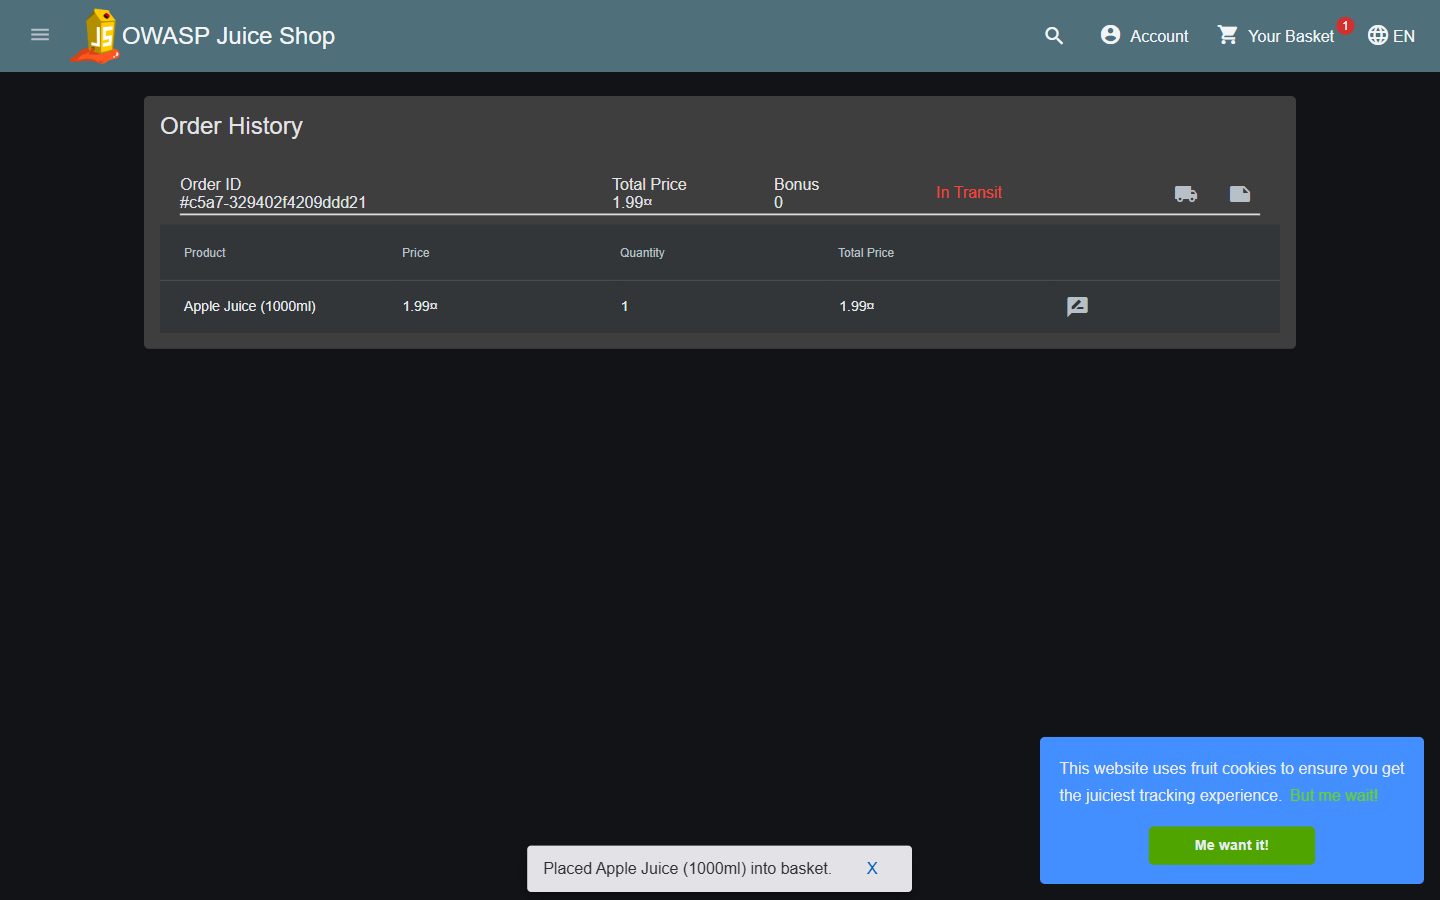 JS
OWASP Juice Shop
Account
Your Basket
1
EN
Order History
Order ID
#c5a7-329402f4209ddd21
Total Price
1.99¤
Bonus
0
In Transit
Product Price Quantity Total Price
Apple Juice (1000ml) 1.99¤ 1 1.99¤
This website uses fruit cookies to ensure you get
the juiciest tracking experience. But me wait!
Me want it!
Placed Apple Juice (1000ml) into basket. X